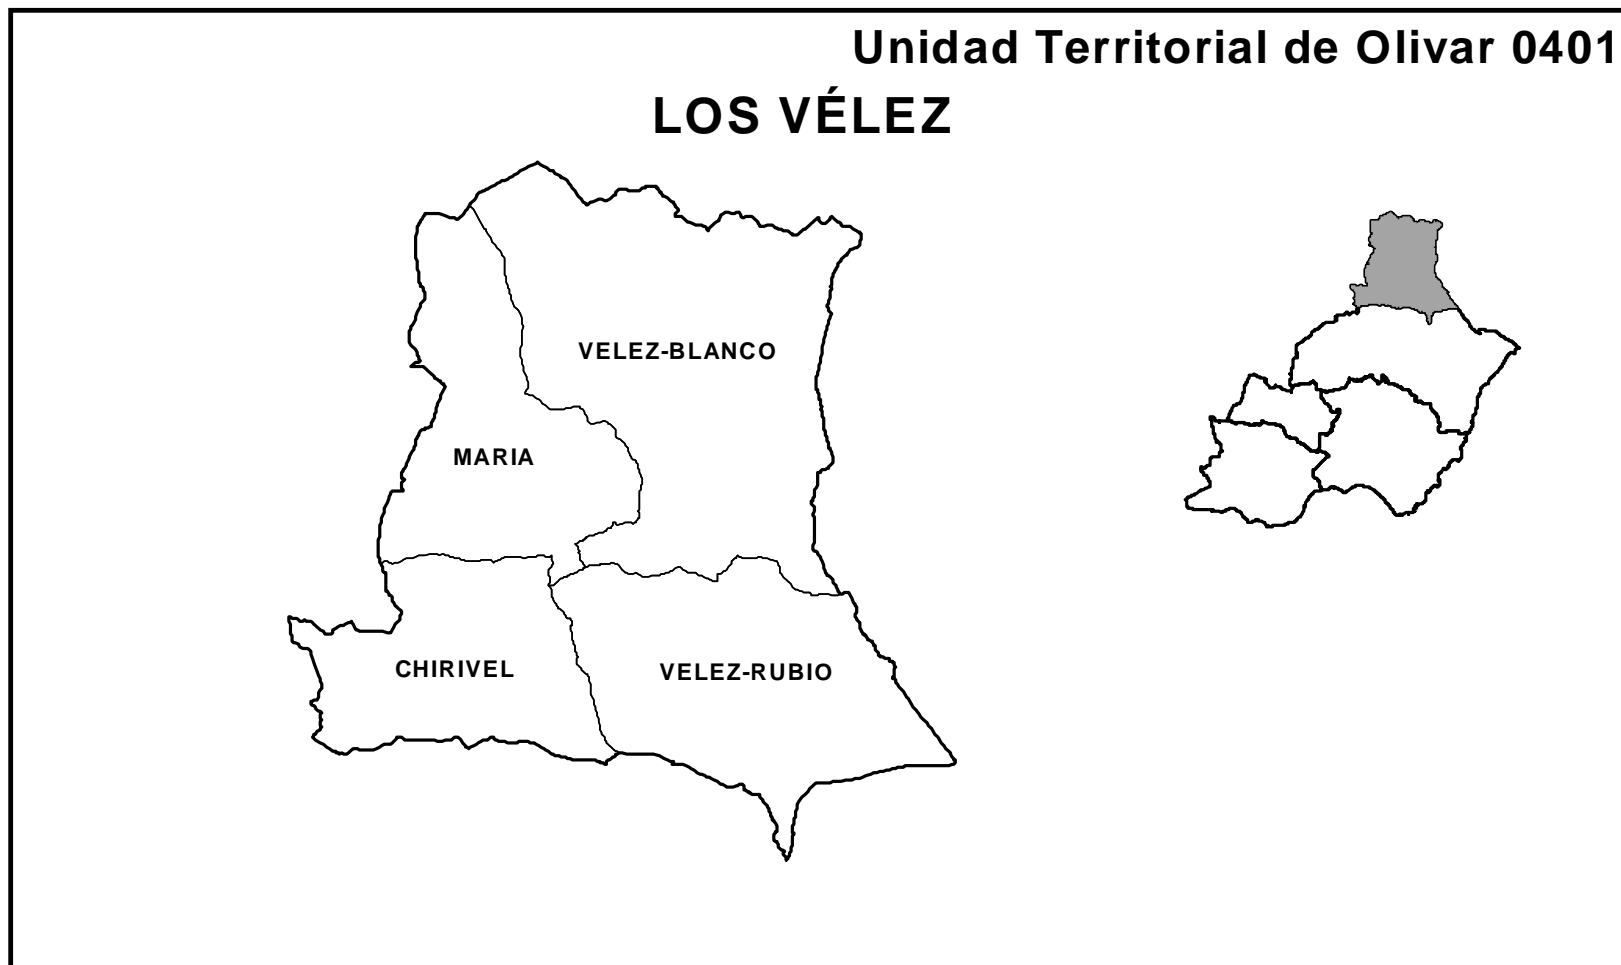 Unidad Territorial de Olivar 0401
LOS VÉLEZ
VELEZ-BLANCO
MARIA
CHIRIVEL
VELEZ-RUBIO